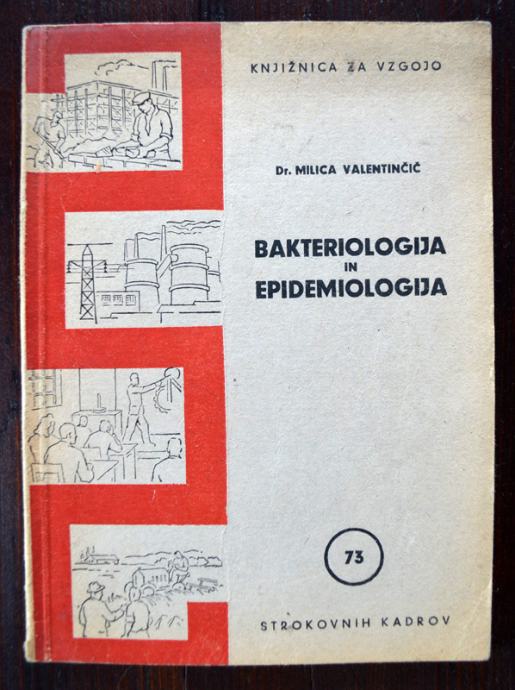 KNJIŽNICA ZA VZGOJO
Dr. MILICA VALENTINČIČ
BAKTERIOLOGIJA
IN
EPIDEMIOLOGIJA
73
STROKOVNIH KADROV